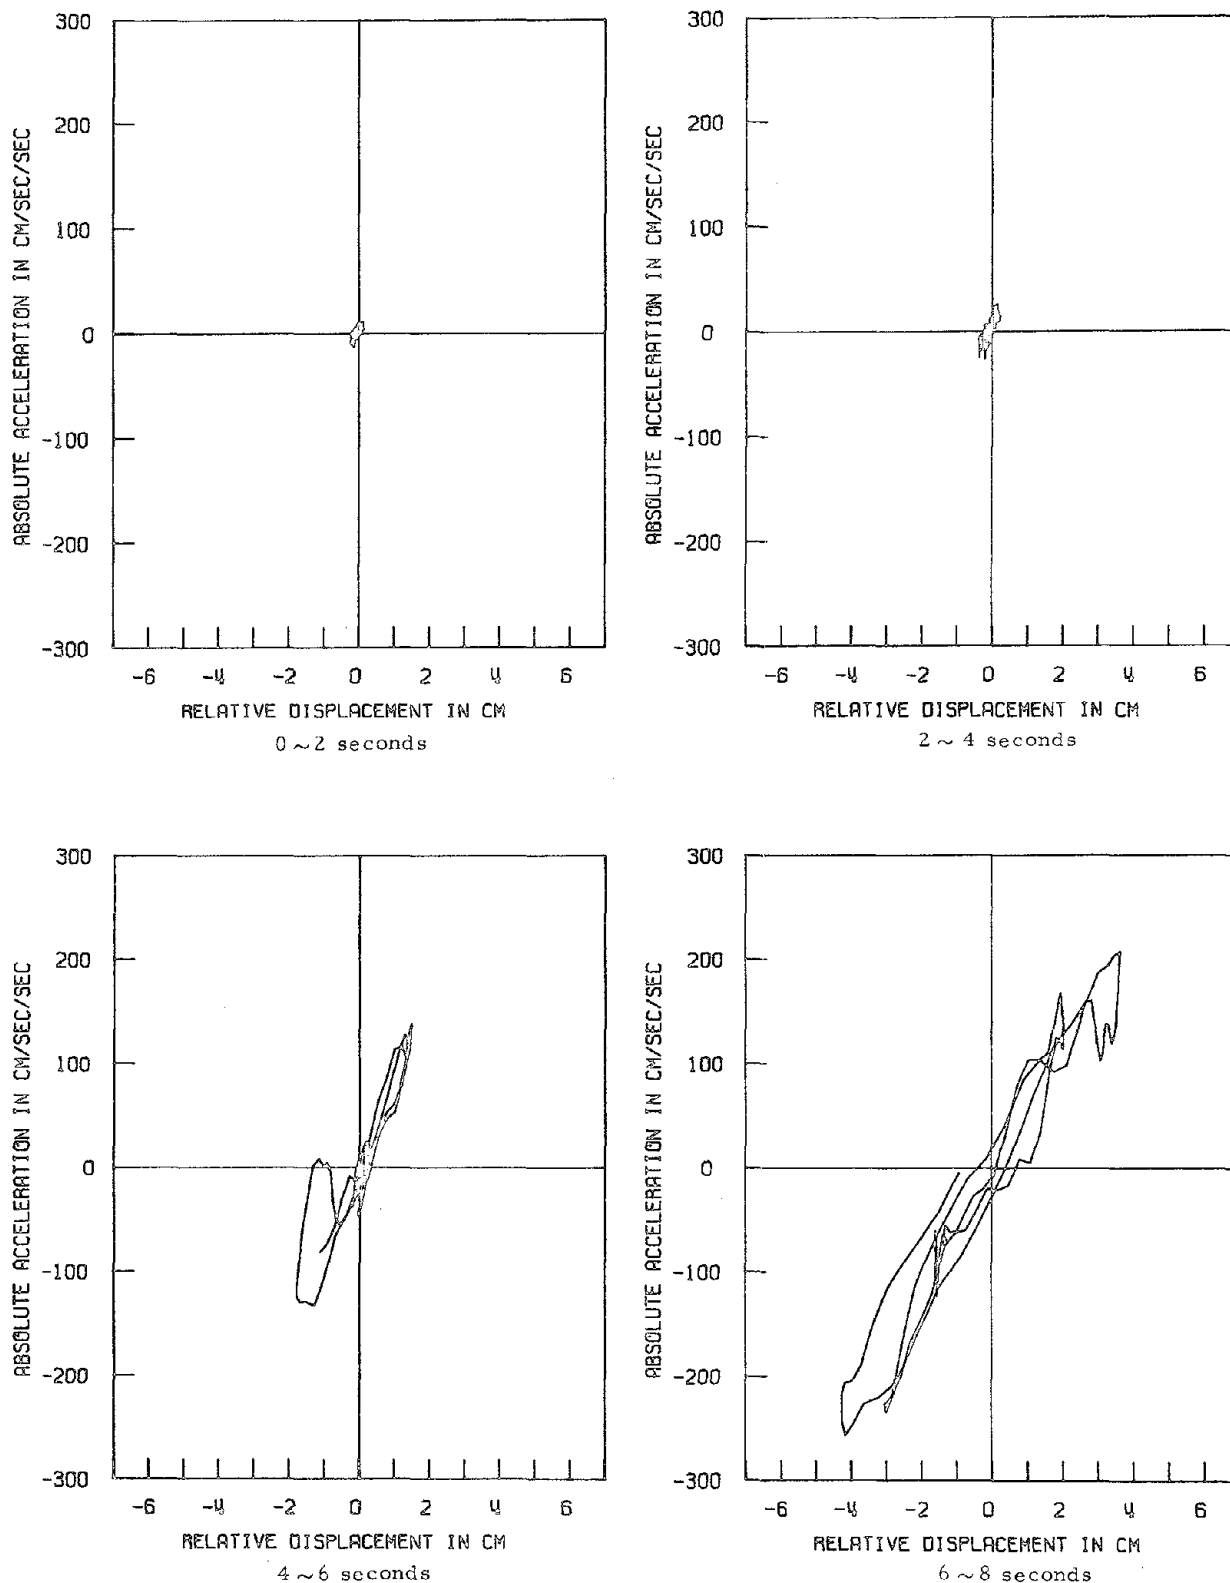 ABSOLUTE ACCELERATION IN CM/SEC/SEC
300
200
100
0
-100
-200
-300
-6 -4 -2 0 2 4 6
RELATIVE DISPLACEMENT IN CM
0 ~ 2 seconds
ABSOLUTE ACCELERATION IN CM/SEC/SEC
300
200
100
0
-100
-200
-300
-6 -4 -2 0 2 4 6
RELATIVE DISPLACEMENT IN CM
2 ~ 4 seconds
ABSOLUTE ACCELERATION IN CM/SEC/SEC
300
200
100
0
-100
-200
-300
-6 -4 -2 0 2 4 6
RELATIVE DISPLACEMENT IN CM
4 ~ 6 seconds
ABSOLUTE ACCELERATION IN CM/SEC/SEC
300
200
100
0
-100
-200
-300
-6 -4 -2 0 2 4 6
RELATIVE DISPLACEMENT IN CM
6 ~ 8 seconds